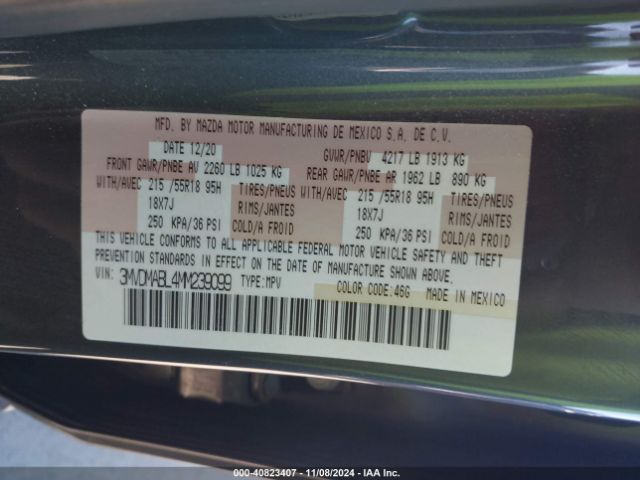 MFD. BY MAZDA MOTOR MANUFACTURING DE MEXICO S.A. DE C.V.
DATE 12/20 GVWR/PNBV 4217 LB 1913 KG
FRONT GAWR/PNBE AV 2260 LB 1025 KG REAR GAWR/PNBE AR 1962 LB 890 KG
WITH/AVEC 215 /55R18 95H TIRES/PNEUS WITH/AVEC 215 /55R18 95H TIRES/PNEUS
18X7J RIMS/JANTES 18X7J RIMS/JANTES
250 KPA/36 PSI COLD/A FROID 250 KPA/36 PSI COLD/A FROID
THIS VEHICLE CONFORMS TO ALL APPLICABLE FEDERAL MOTOR VEHICLE SAFETY AND THEFT
PREVENTION STANDARDS IN EFFECT ON THE DATE OF MANUFACTURE SHOWN ABOVE.
VIN: 3MVDMABL4MM239099 TYPE:MPV COLOR CODE:46G MADE IN MEXICO
000-40823407 - 11/08/2024 - IAA Inc.